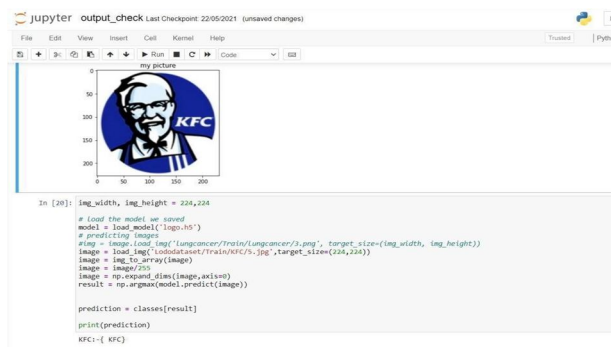 jupyter output_check Last Checkpoint: 22/05/2021 (unsaved changes)
File Edit View Insert Cell Kernel Help Trusted
Run Code
my picture
0
50
100
150
200
0 50 100 150 200
KFC
In [20]: img_width, img_height = 224,224
# load the model we saved
model = load_model('logo.h5')
# predicting images
#img = image.load_img('lungcancer/Train/lungcancer/3.png', target_size=(img_width, img_height))
image = load_img('Lododataset/Train/KFC/5.jpg',target_size=(224,224))
image = img_to_array(image)
image = image/255
image = np.expand_dims(image,axis=0)
result = np.argmax(model.predict(image))
prediction = classes[result]
print(prediction)
KFC:-{ KFC}